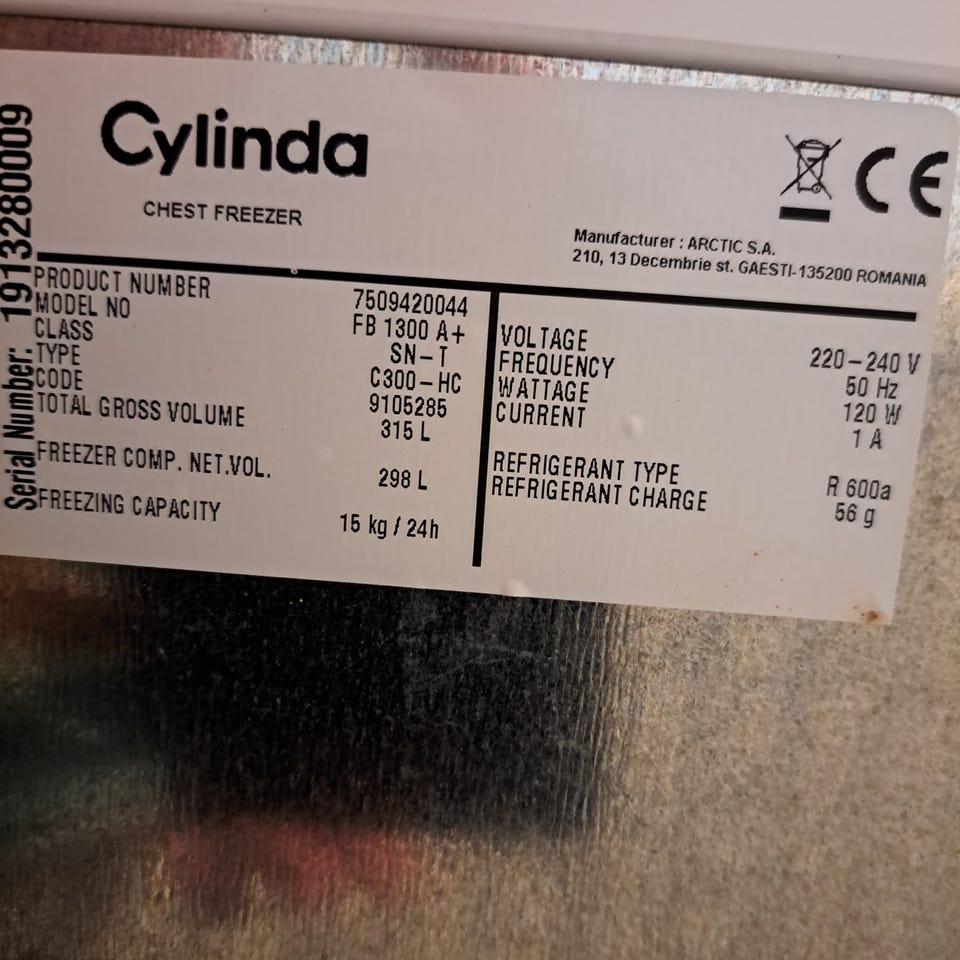 Cylinda
CHEST FREEZER
CE
Manufacturer : ARCTIC S.A.
210, 13 Decembrie st. GAESTI-135200 ROMANIA
Serial Number: 1913280009
PRODUCT NUMBER 7509420044
MODEL NO FB 1300 A+
CLASS SN-T
TYPE C300-HC
CODE 9105285
TOTAL GROSS VOLUME 315 L
FREEZER COMP. NET.VOL. 298 L
FREEZING CAPACITY 15 kg / 24h
VOLTAGE 220-240 V
FREQUENCY 50 Hz
WATTAGE 120 W
CURRENT 1 A
REFRIGERANT TYPE R 600a
REFRIGERANT CHARGE 56 g